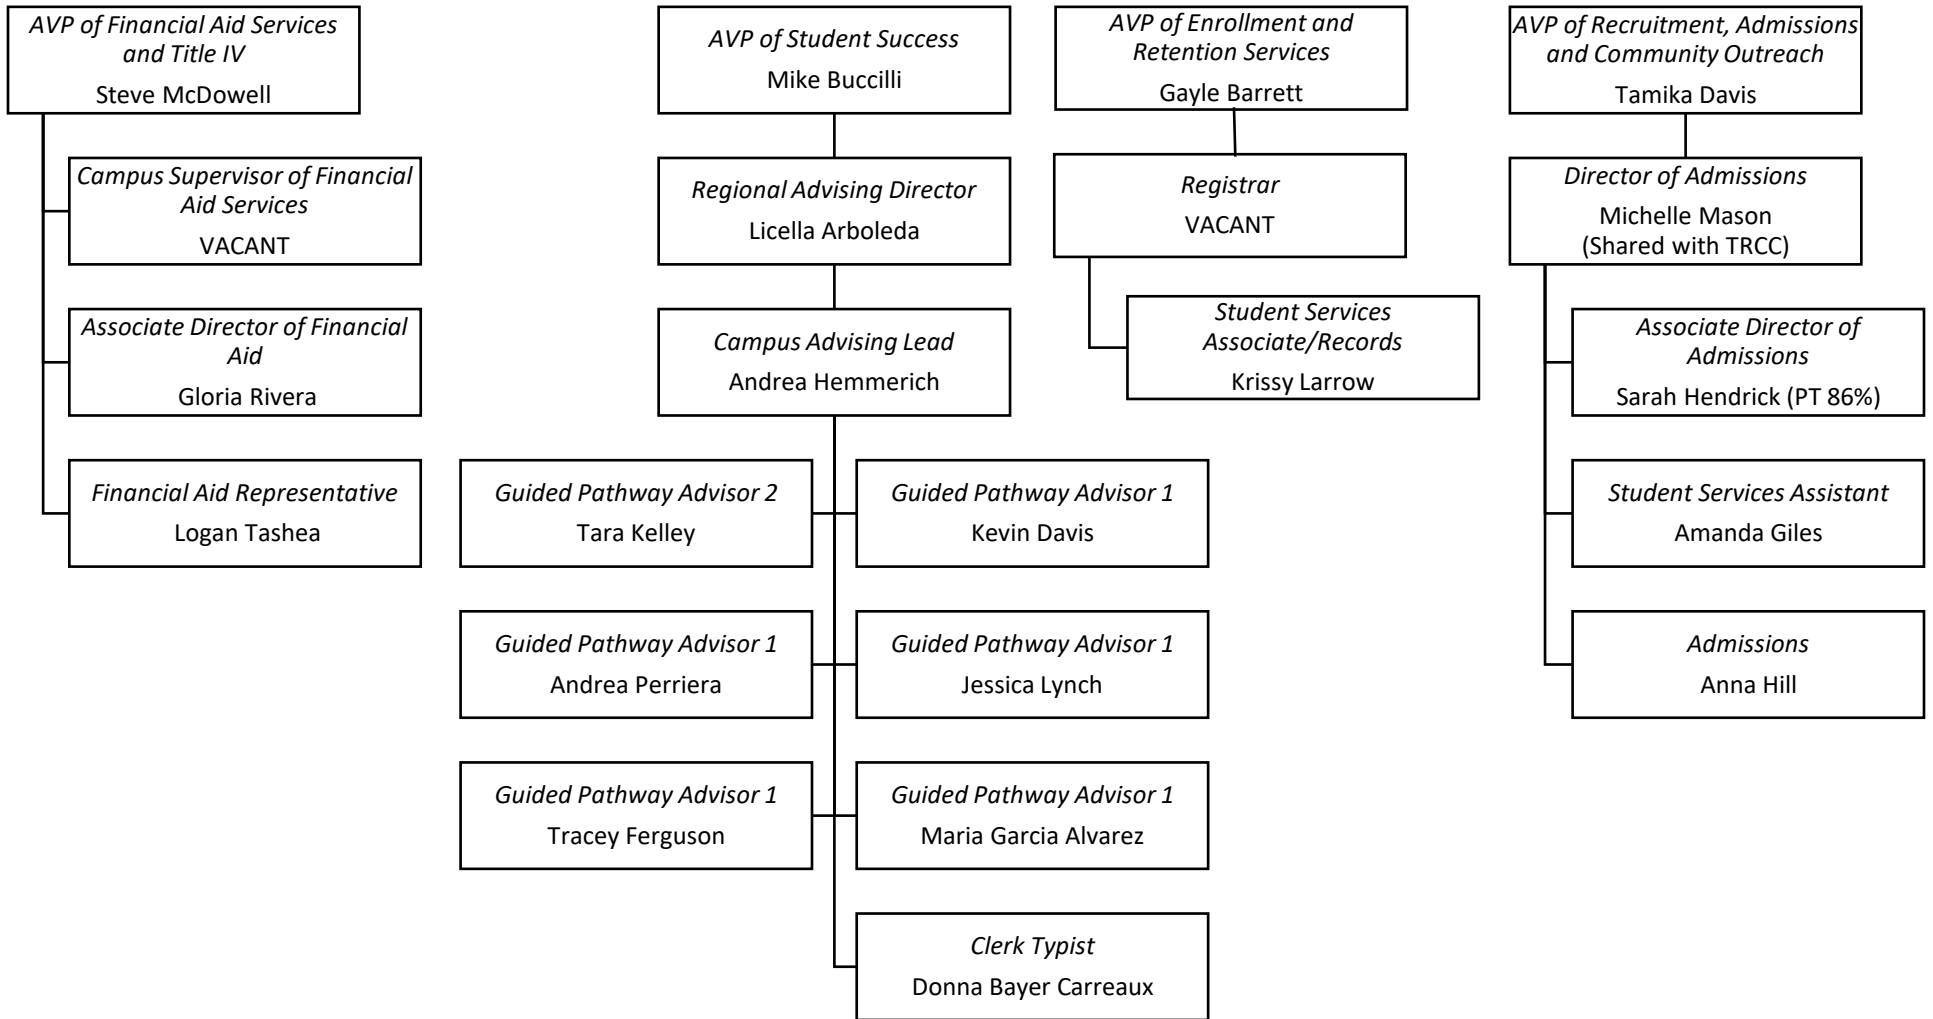 AVP of Financial Aid Services
and Title IV
Steve McDowell
Campus Supervisor of Financial
Aid Services
VACANT
Associate Director of Financial
Aid
Gloria Rivera
Financial Aid Representative
Logan Tashea
AVP of Student Success
Mike Buccilli
Regional Advising Director
Licella Arboleda
Campus Advising Lead
Andrea Hemmerich
Guided Pathway Advisor 2
Tara Kelley
Guided Pathway Advisor 1
Kevin Davis
Guided Pathway Advisor 1
Andrea Perriera
Guided Pathway Advisor 1
Jessica Lynch
Guided Pathway Advisor 1
Tracey Ferguson
Guided Pathway Advisor 1
Maria Garcia Alvarez
Clerk Typist
Donna Bayer Carreaux
AVP of Enrollment and
Retention Services
Gayle Barrett
Registrar
VACANT
Student Services
Associate/Records
Krissy Larrow
AVP of Recruitment, Admissions
and Community Outreach
Tamika Davis
Director of Admissions
Michelle Mason
(Shared with TRCC)
Associate Director of
Admissions
Sarah Hendrick (PT 86%)
Student Services Assistant
Amanda Giles
Admissions
Anna Hill